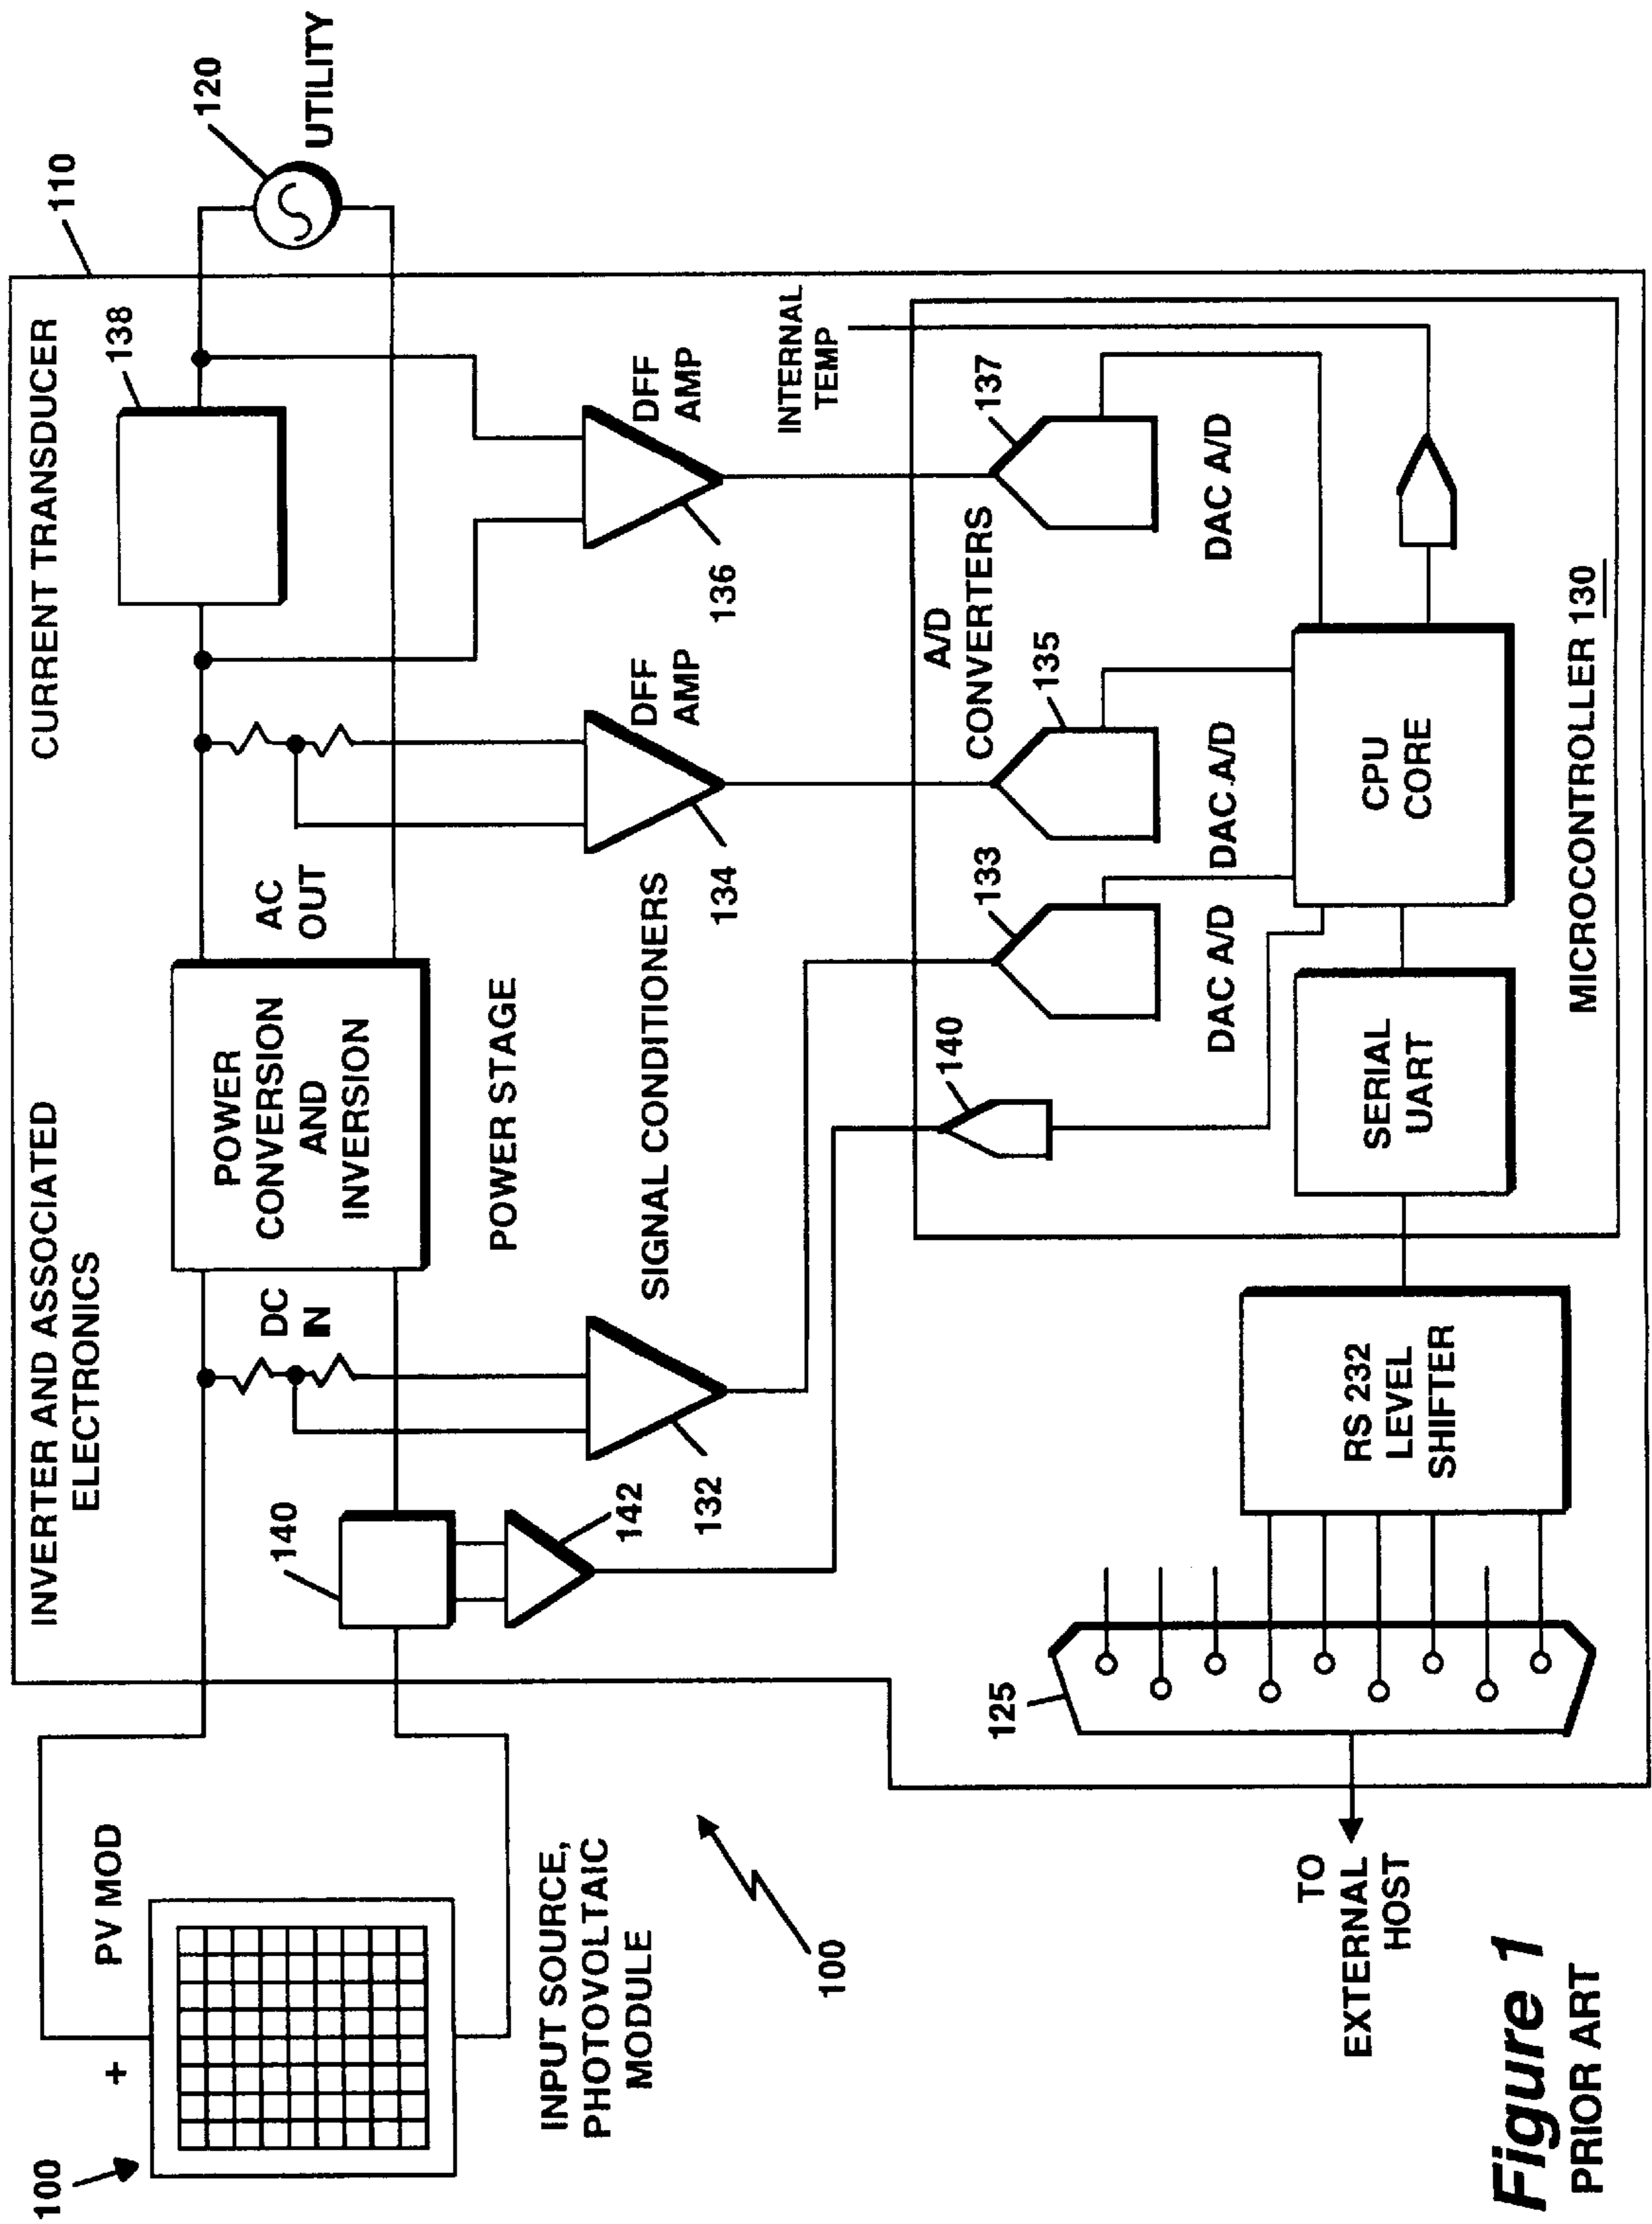 INVERTER AND ASSOCIATED
ELECTRONICS
CURRENT TRANSDUCER
138
110
120
UTILITY
100
+
PV MOD
140
DC
IN
POWER
CONVERSION
AND
INVERSION
AC
OUT
142
132
POWER STAGE
SIGNAL CONDITIONERS
134
DFF
AMP
136
DFF
AMP
INTERNAL
TEMP
INPUT SOURCE,
PHOTOVOLTAIC
MODULE
100
140
133
A/D
CONVERTERS
135
137
DAC A/D
DAC A/D
DAC A/D
125
TO
EXTERNAL
HOST
RS 232
LEVEL
SHIFTER
SERIAL
UART
CPU
CORE
MICROCONTROLLER 130
Figure 1
PRIOR ART